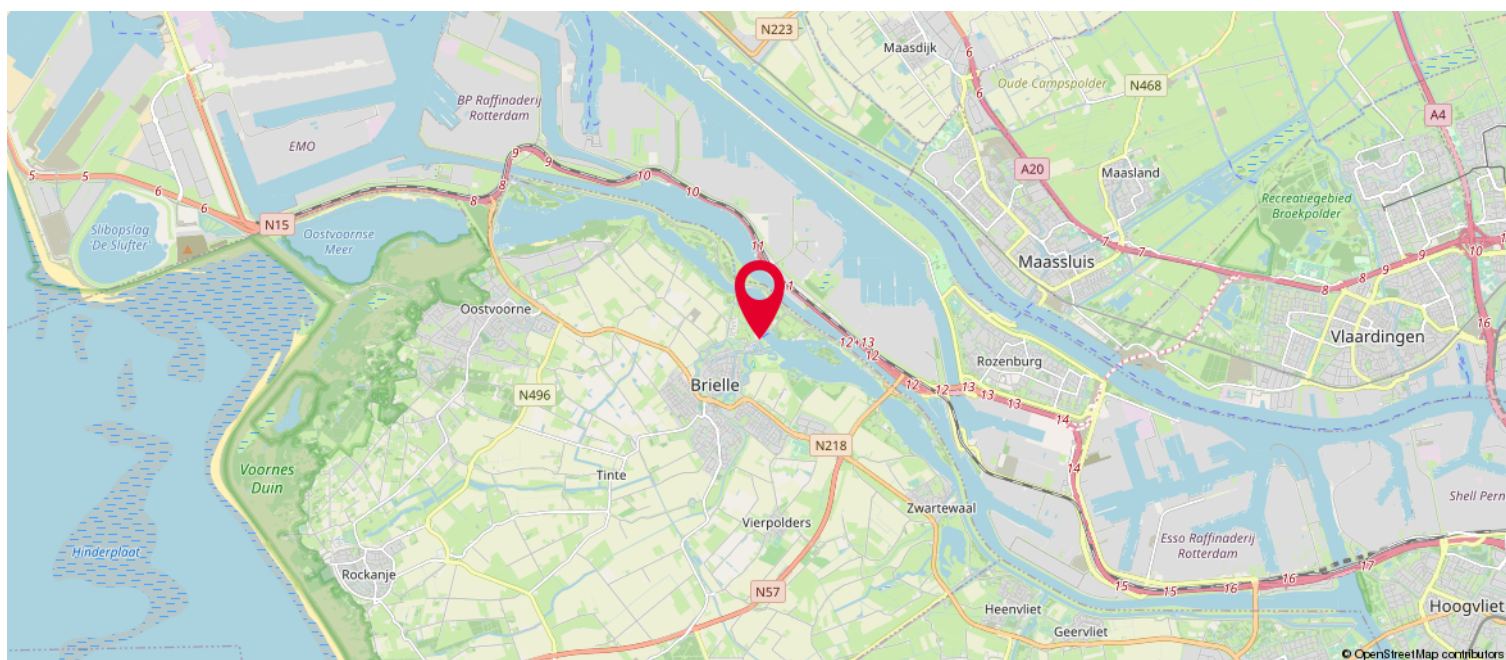 N223
Maasdijk
6
6
Oude Campspolder
N468
A4
BP Raffinaderij
Rotterdam
EMO
5
5
6
6
Slibopslag
'De Slufter'
N15
Oostvoornse
Meer
8
8
9
9
10
10
11
A20
Maasland
Recreatiegebied
Broekpolder
7
7
8
8
9
9
10
Maassluis
16
Vlaardingen
Oostvoorne
N496
Brielle
12+13
12
12
12
13
13
13
14
14
Rozenburg
N218
Voornes
Duin
Tinte
Vierpolders
Zwartewaal
Hinderplaat
Rockanje
N57
Heenvliet
Geervliet
Esso Raffinaderij
Rotterdam
Shell Pern
15
15
16
16
17
Hoogvliet
© OpenStreetMap contributors